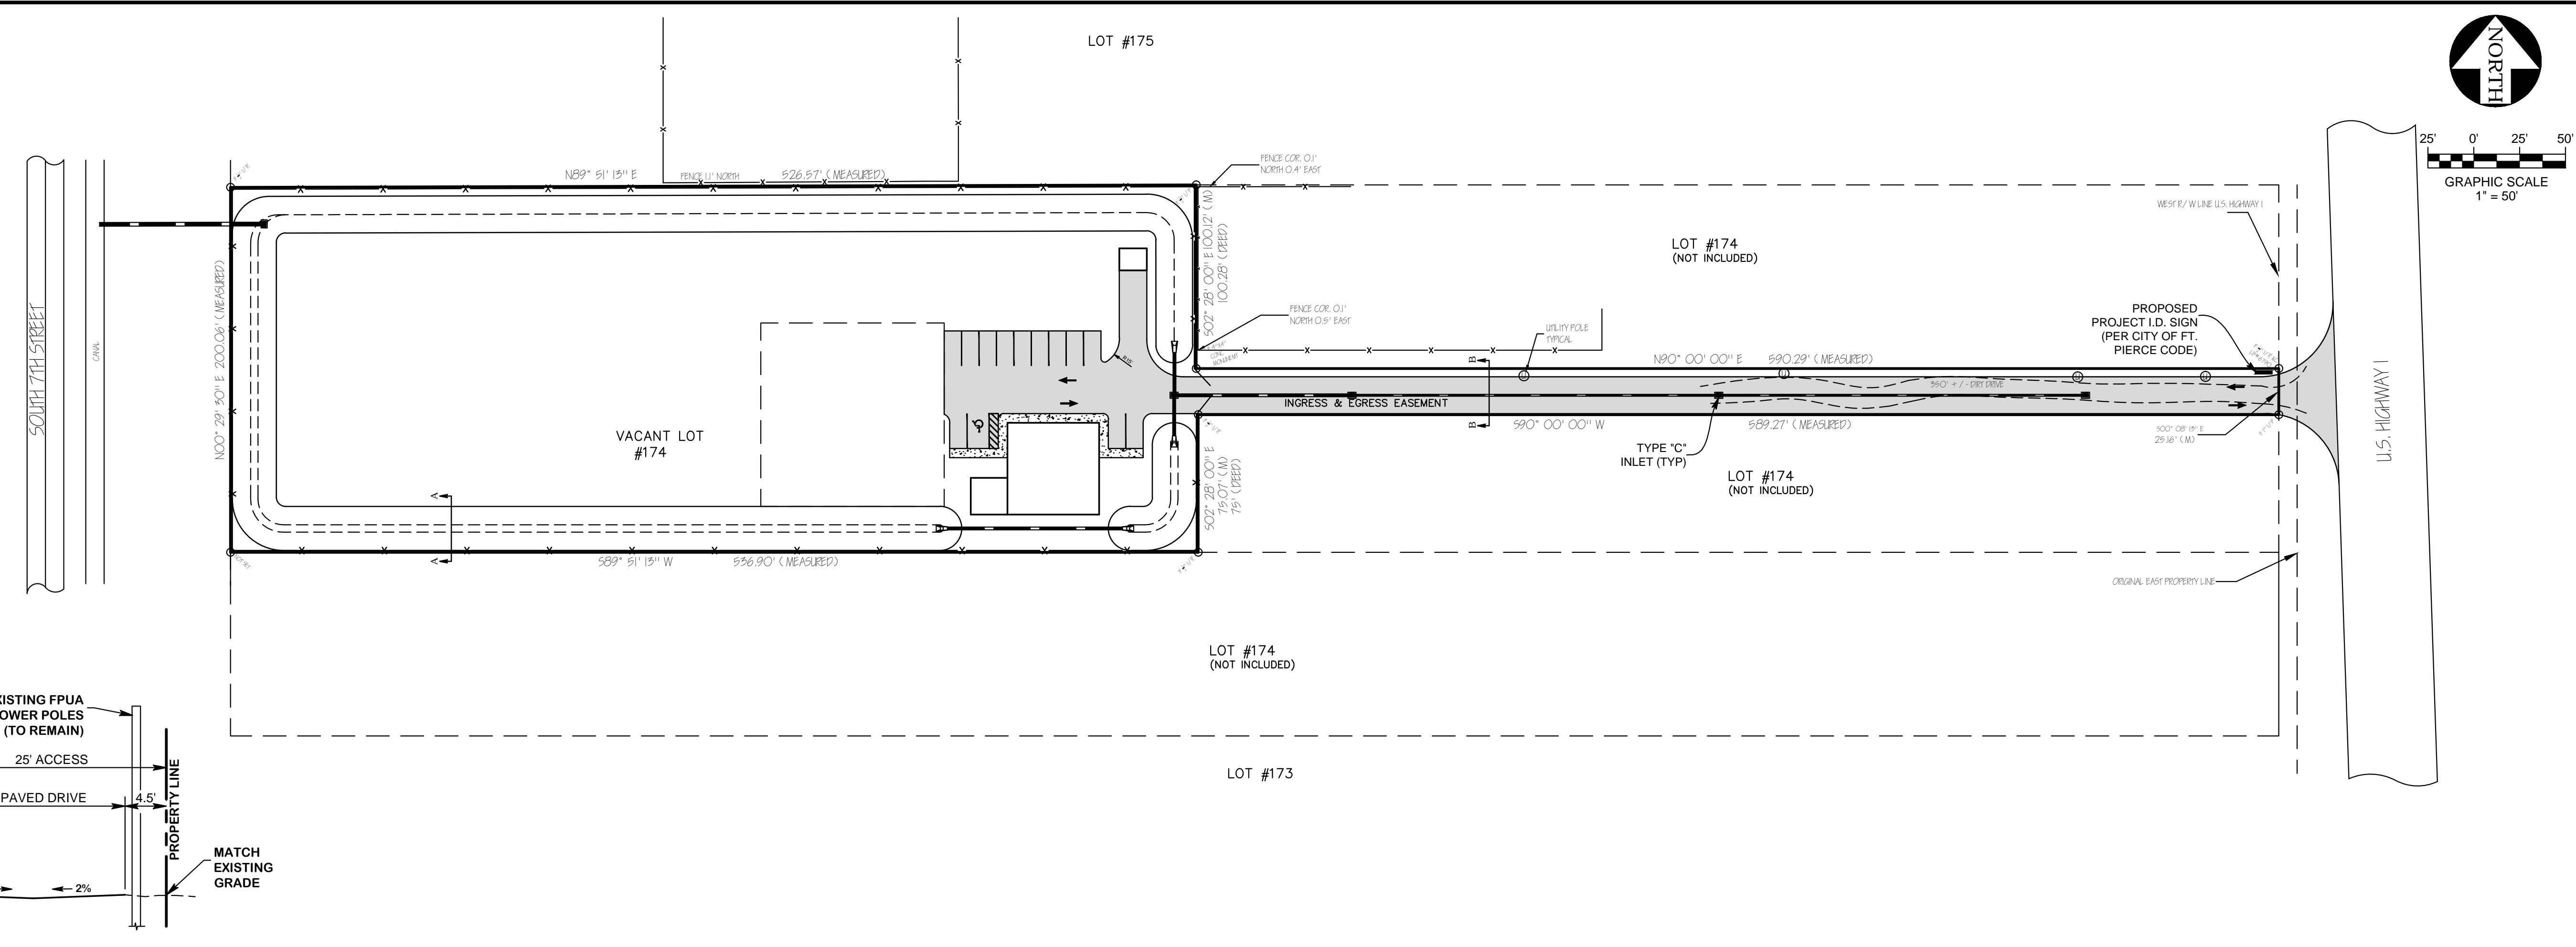 LOT #175
NORTH
25' 0' 25' 50'
GRAPHIC SCALE
1" = 50'
N89° 51' 13" E
FENCE 1.1' NORTH
526.57' (MEASURED)
FENCE COR. 0.1'
NORTH 0.4' EAST
WEST R/W LINE U.S. HIGHWAY 1
S02° 28' 00" E 100.12' (M)
100.28' (DEED)
LOT #174
(NOT INCLUDED)
SOUTH 7TH STREET
CANAL
N00° 29' 30" E 200.06' (MEASURED)
FENCE COR. 0.1'
NORTH 0.5' EAST
UTILITY POLE
TYPICAL
PROPOSED
PROJECT I.D. SIGN
(PER CITY OF FT.
PIERCE CODE)
MONUMENT
B
N90° 00' 00" E
590.29' (MEASURED)
350' +/- DIRT DRIVE
INGRESS & EGRESS EASEMENT
B
S90° 00' 00" W
589.27' (MEASURED)
U.S. HIGHWAY 1
25.16' (M)
VACANT LOT
#174
TYPE "C"
INLET (TYP)
S02° 28' 00" E
75.07' (M)
75' (DEED)
LOT #174
(NOT INCLUDED)
A
A
S89° 51' 13" W
536.90' (MEASURED)
ORIGINAL EAST PROPERTY LINE
LOT #174
(NOT INCLUDED)
XISTING FPUA
OWER POLES
(TO REMAIN)
25' ACCESS
PAVED DRIVE
4.5'
PROPERTY LINE
LOT #173
MATCH
EXISTING
GRADE
2%